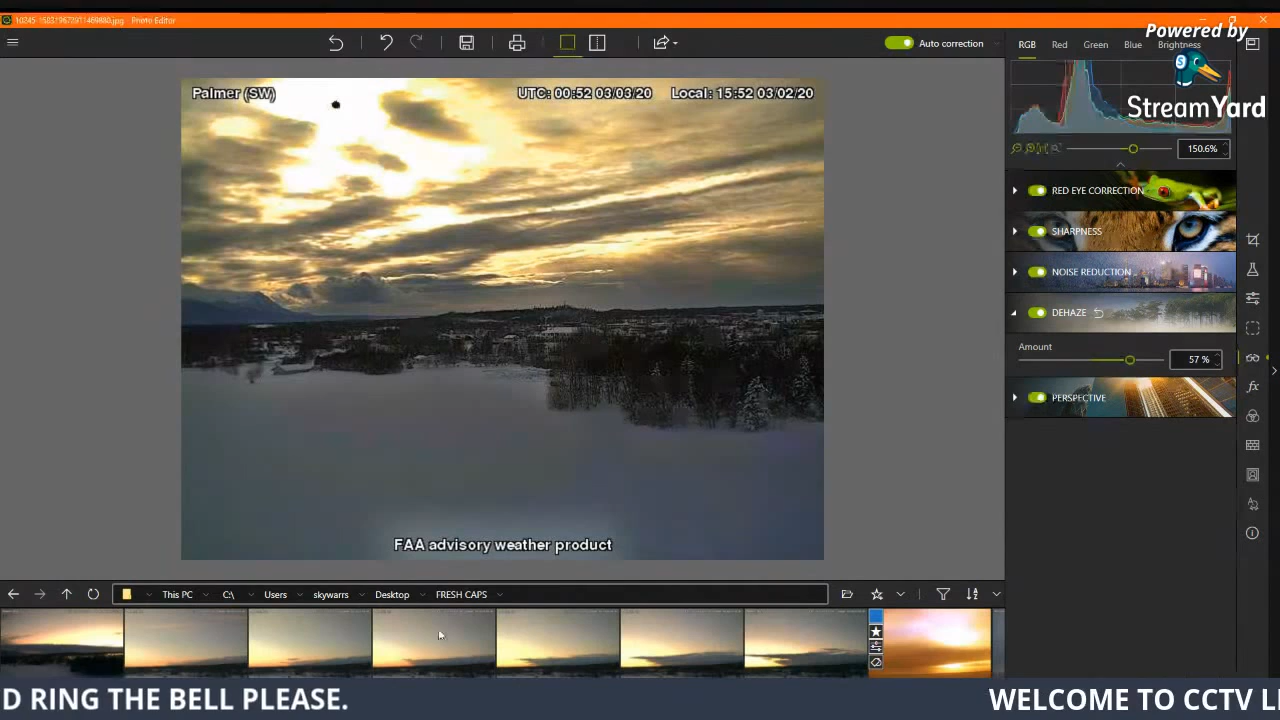 Photo Editor
Powered by
StreamYard
Auto correction
RGB Red Green Blue Brightness
150.6%
Palmer (SW) UTC: 00:52 03/03/20 Local: 15:52 03/02/20
RED EYE CORRECTION
SHARPNESS
NOISE REDUCTION
DEHAZE
Amount
57 %
PERSPECTIVE
FAA advisory weather product
This PC C:\ Users skywarrs Desktop FRESH CAPS
D RING THE BELL PLEASE. WELCOME TO CCTV LI